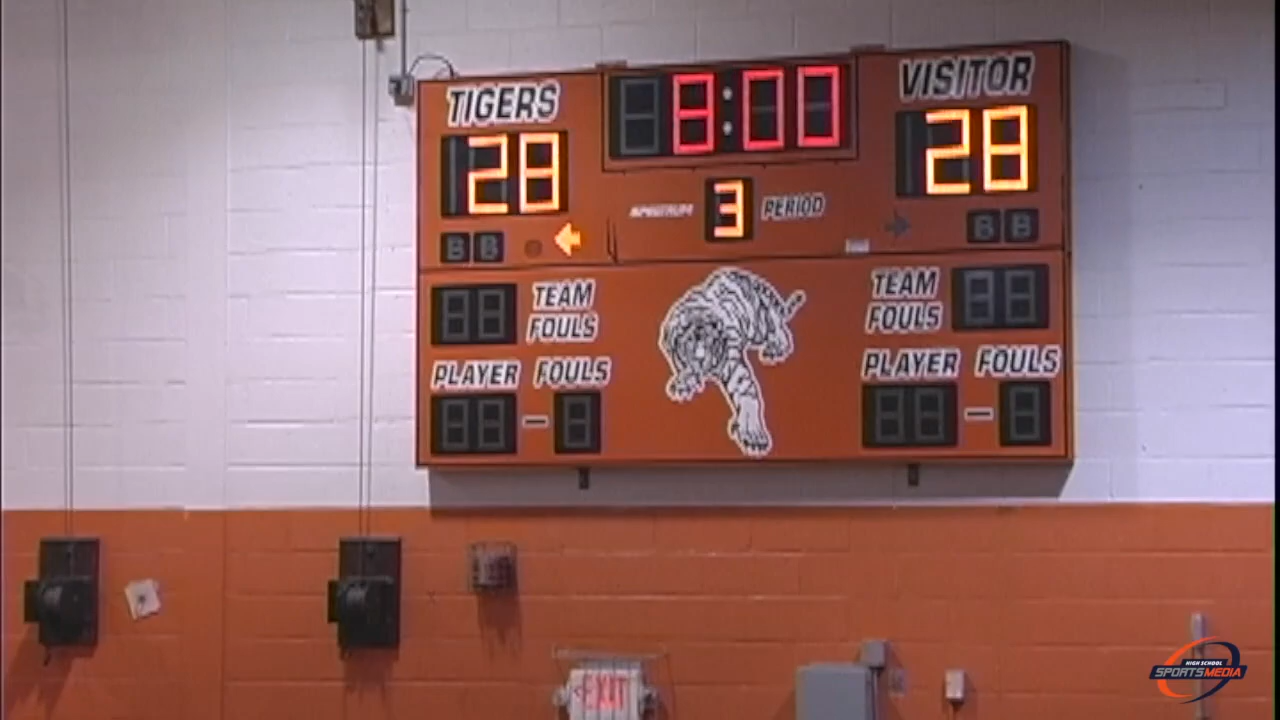 TIGERS
8:00
VISITOR
28
28
SPECTRUM
3
PERIOD
TEAM
FOULS
TEAM
FOULS
PLAYER FOULS
PLAYER FOULS
EXIT
HIGH SCHOOL
SPORTSMEDIA